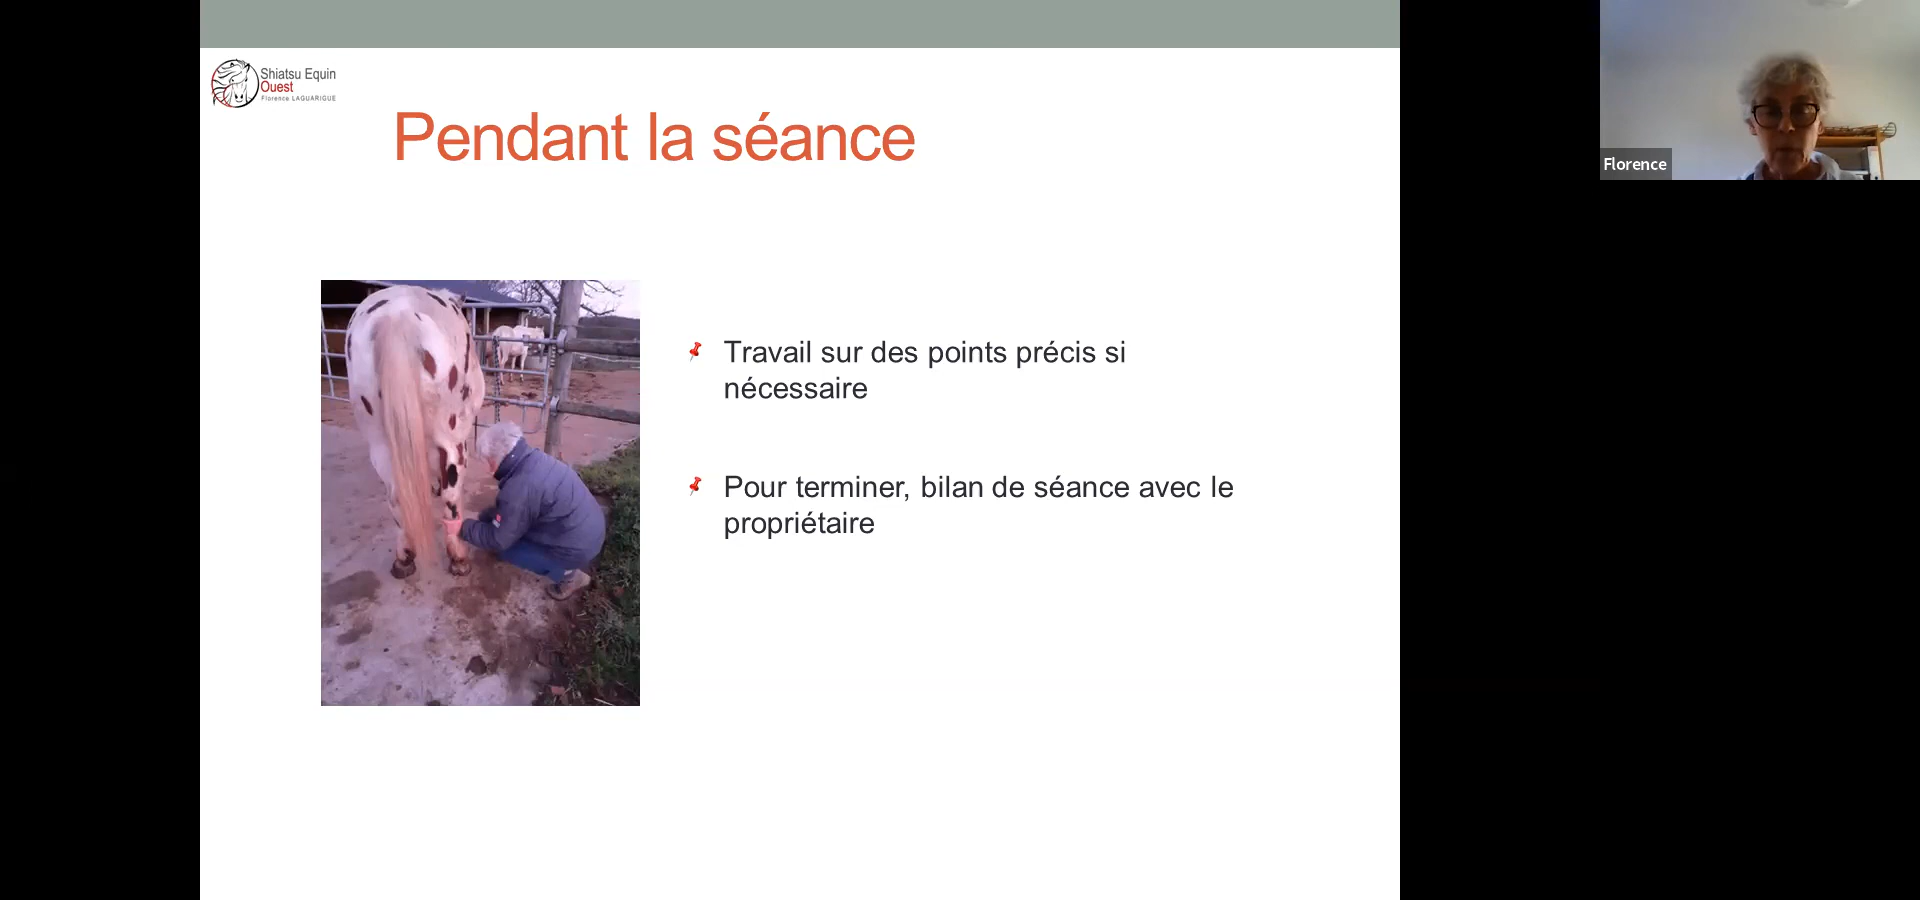 Shiatsu Equin
Ouest
Florence LAGUARIGUE
Pendant la séance
Travail sur des points précis si
nécessaire
Pour terminer, bilan de séance avec le
propriétaire
Florence